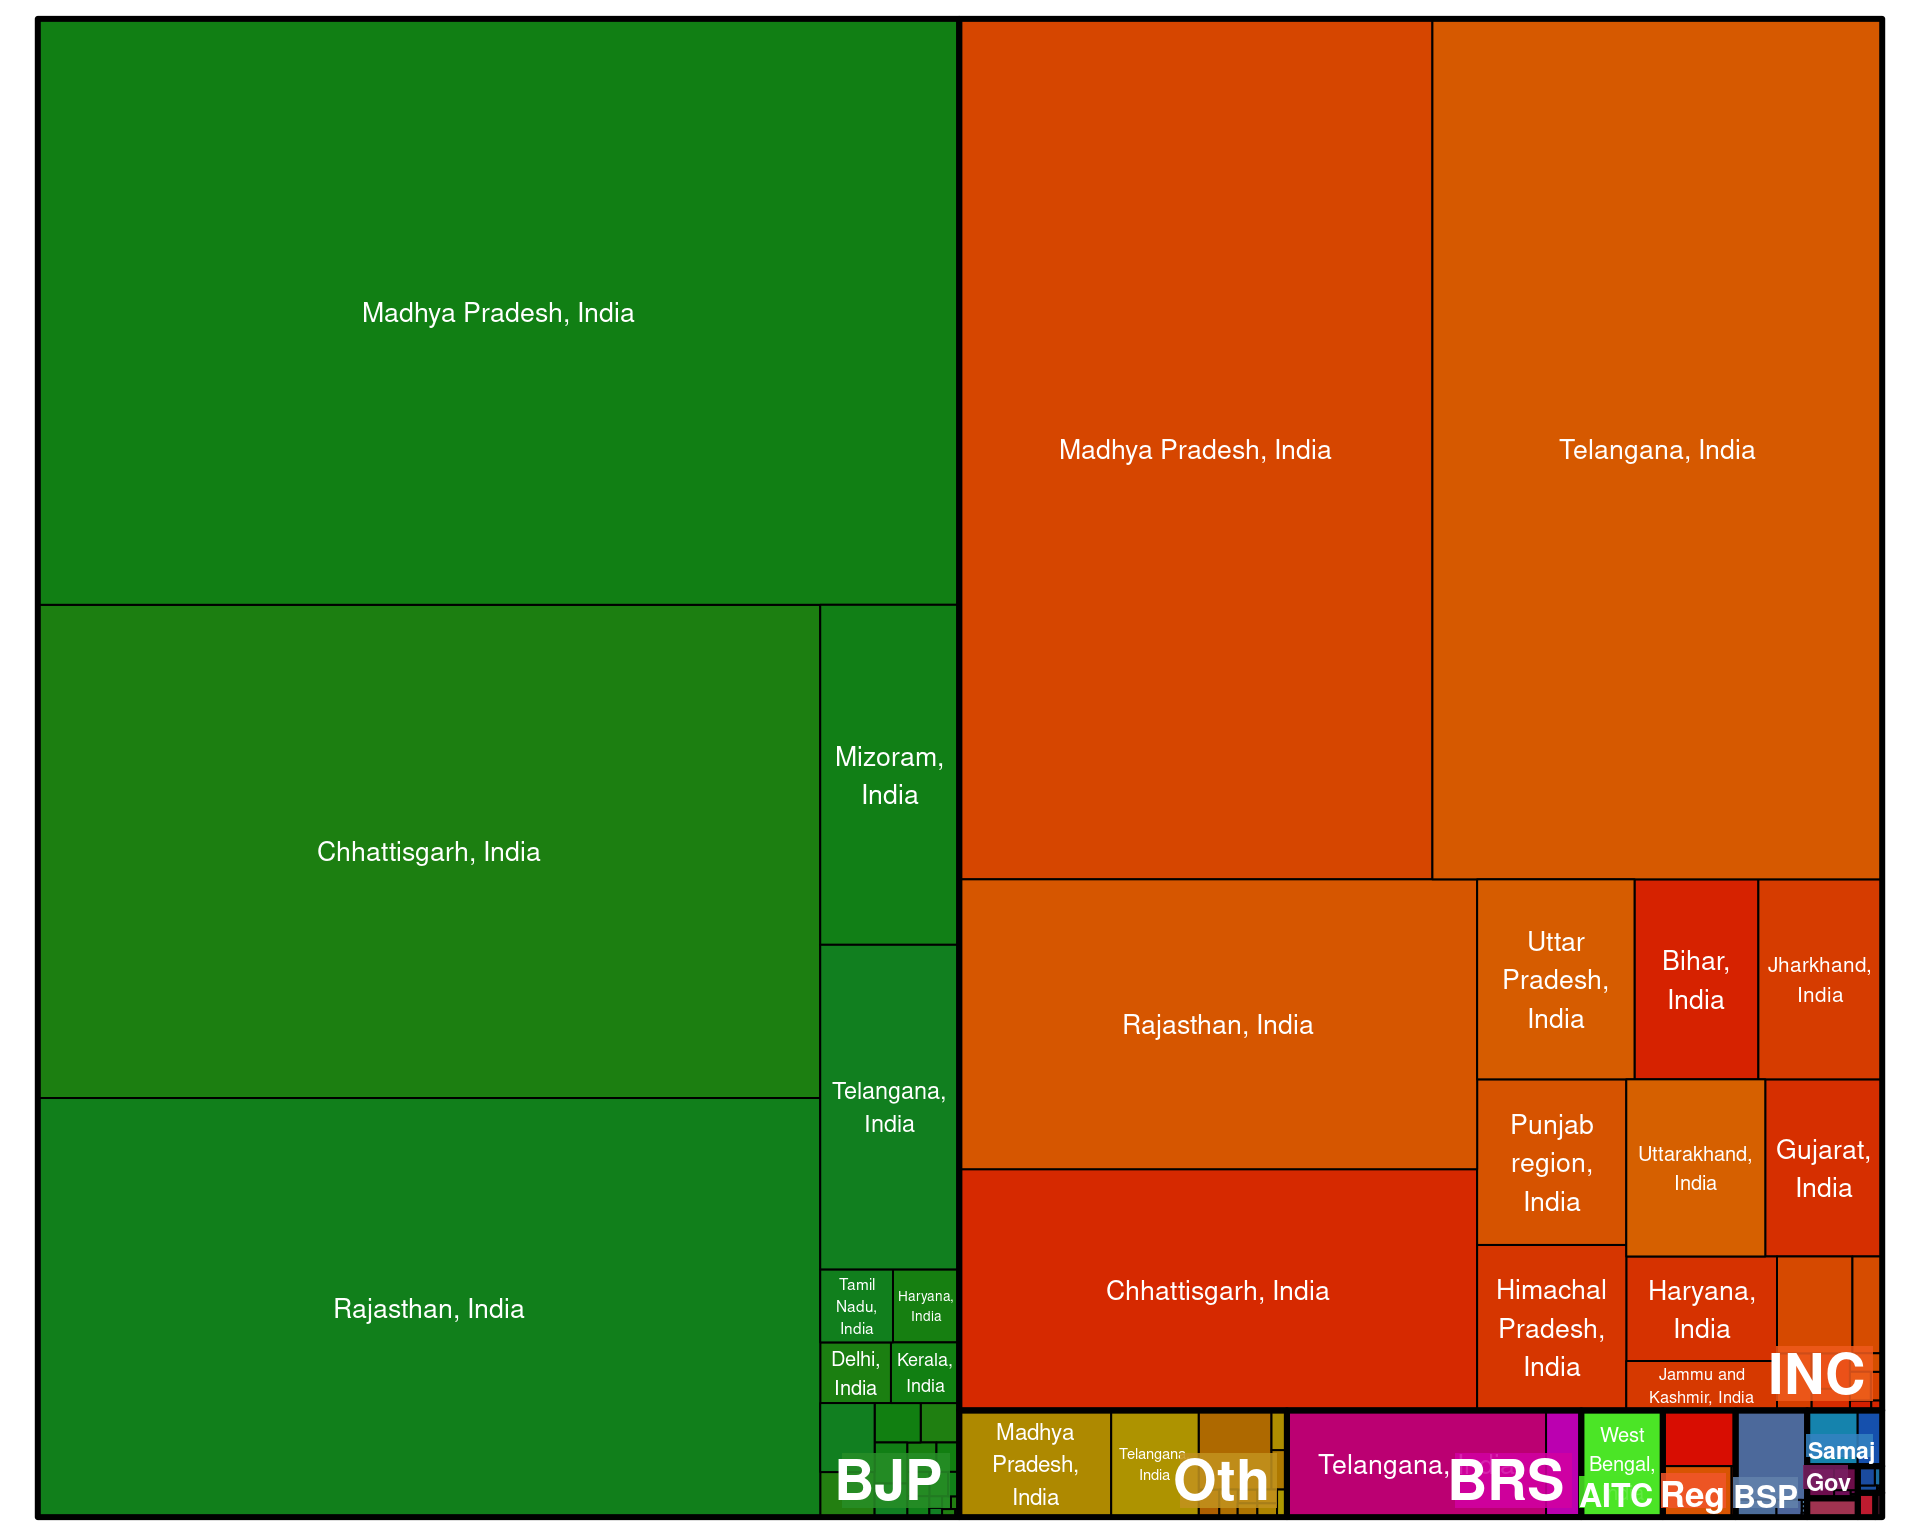 Madhya Pradesh, India
Chhattisgarh, India
Mizoram,
India
Telangana,
India
Rajasthan, India
Tamil
Nadu,
India
Haryana,
India
Delhi,
India
Kerala,
India
BJP
Madhya Pradesh, India
Telangana, India
Rajasthan, India
Uttar
Pradesh,
India
Bihar,
India
Jharkhand,
India
Punjab
region,
India
Uttarakhand,
India
Gujarat,
India
Chhattisgarh, India
Himachal
Pradesh,
India
Haryana,
India
Jammu and
Kashmir, India
INC
Madhya
Pradesh,
India
Telangana,
India
Oth
Telangana, India
BRS
West
Bengal,
AITC
Reg
BSP
Samaj
Gov